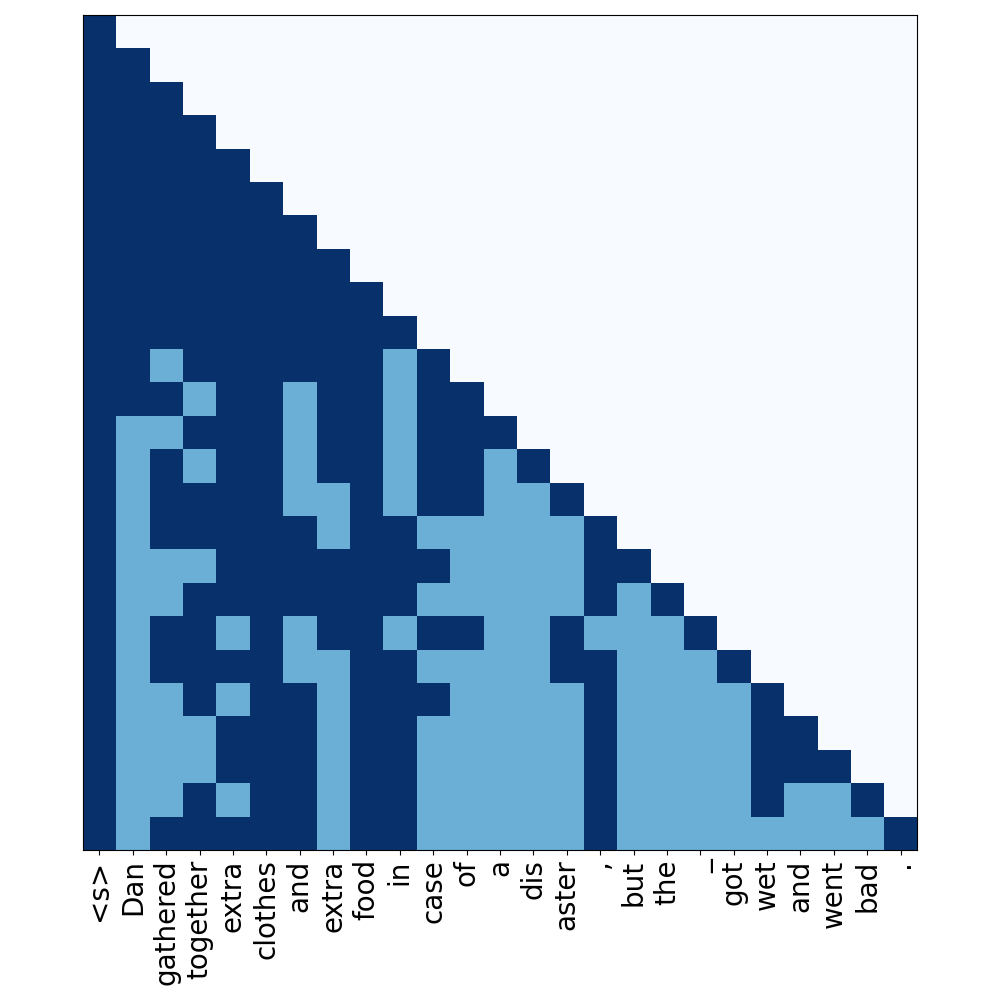 <s> Dan gathered together extra clothes and extra food in case of a dis aster , but the _ got wet and went bad .